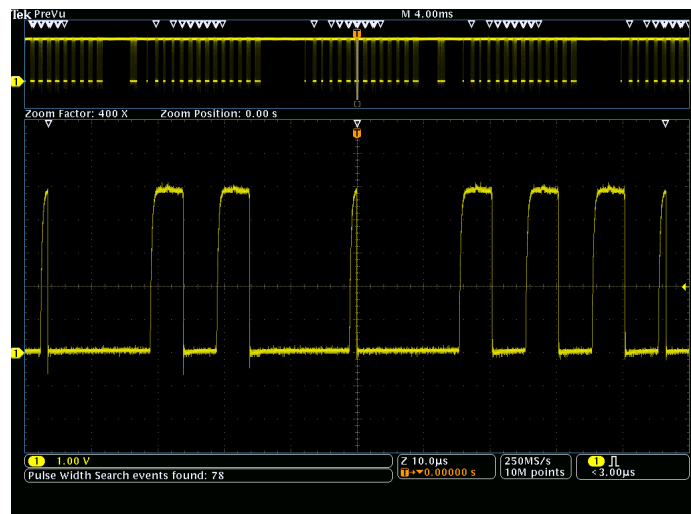 Tek PreVu M 4.00ms
T
1
Zoom Factor: 400 X Zoom Position: 0.00 s
T
1
1 1.00 V Z 10.0µs 250MS/s 1
Pulse Width Search events found: 78 T→▼0.00000 s 10M points <3.00µs